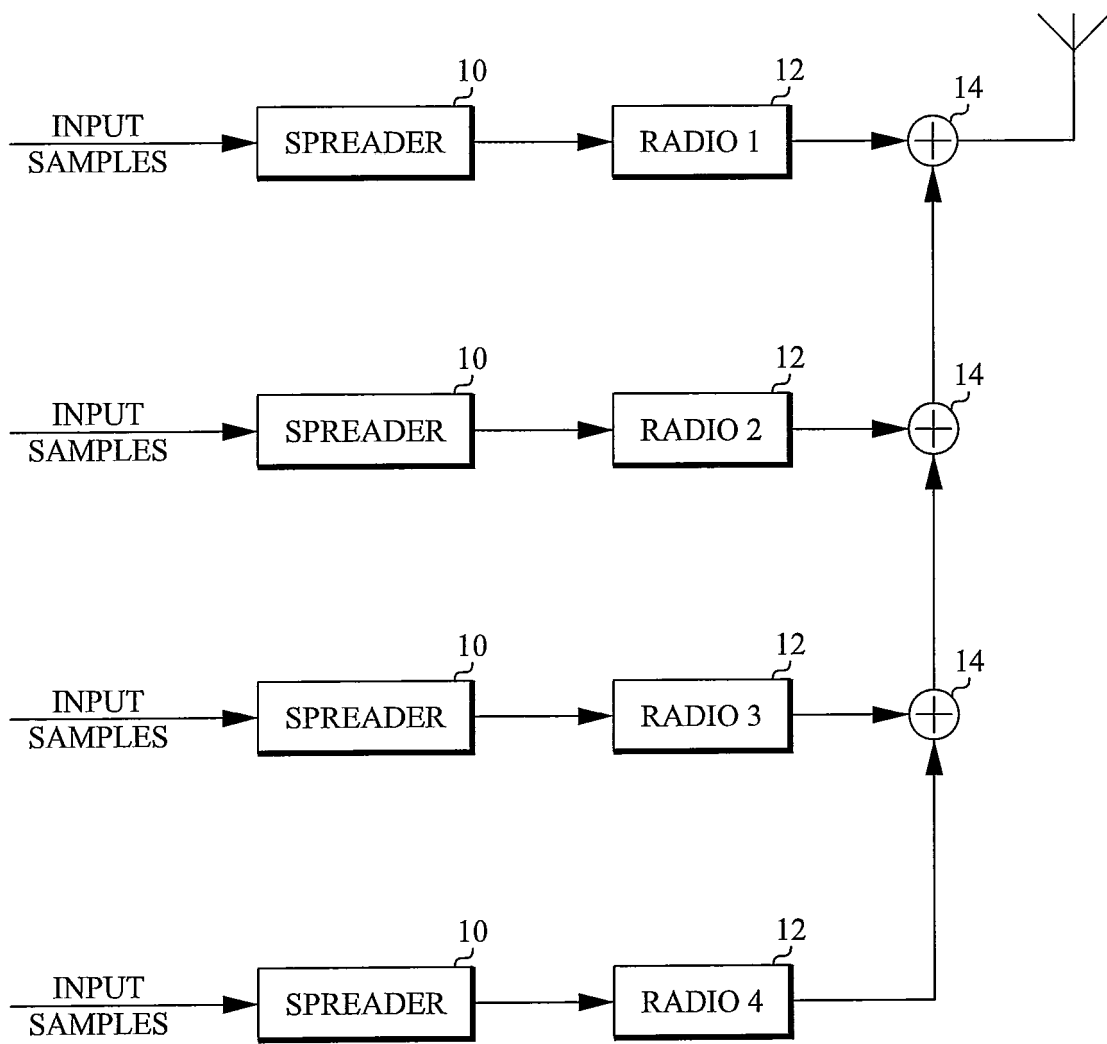 10
12
14
INPUT
SAMPLES
SPREADER
RADIO 1
10
12
14
INPUT
SAMPLES
SPREADER
RADIO 2
10
12
14
INPUT
SAMPLES
SPREADER
RADIO 3
10
12
INPUT
SAMPLES
SPREADER
RADIO 4